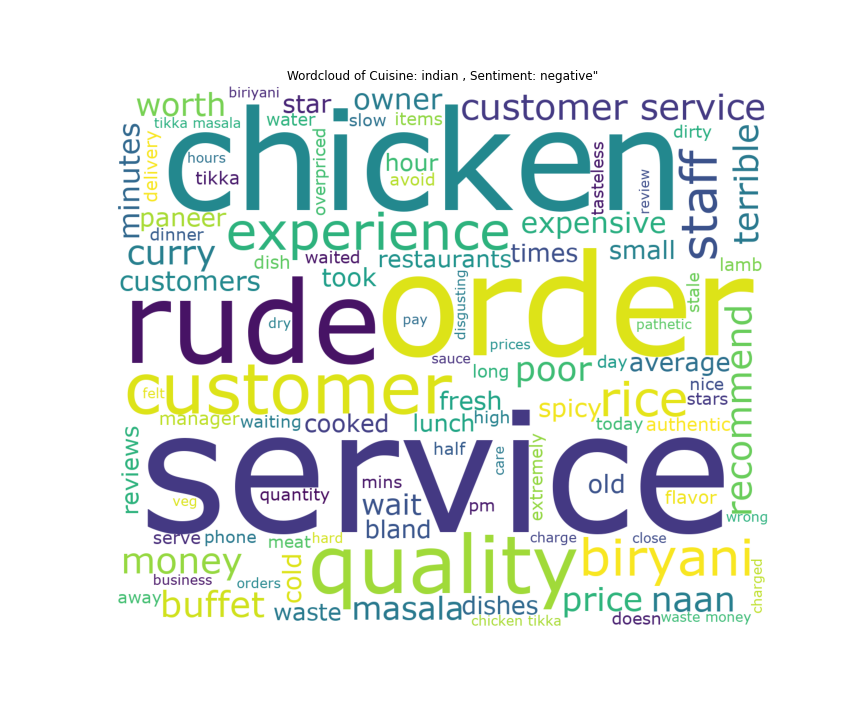 Wordcloud of Cuisine: indian , Sentiment: negative"
biriyani
worth
star
owner
customer service
tikka masala
water
slow
items
dirty
minutes
delivery
chicken
hours
tikka
overpriced
hour
avoid
tasteless
review
staff
terrible
paneer
experience
expensive
dinner
curry
dish
waited
restaurants
times
small
customers
took
lamb
rude
order
dry
pay
disgusting
stale
pathetic
prices
sauce
long
poor
day
average
recommend
customer
felt
fresh
nice
stars
manager
waiting
cooked
lunch
high
spicy
rice
today
authentic
reviews
service
half
care
extremely
mins
old
quantity
veg
wait
pm
flavor
bland
wrong
serve
phone
meat
hard
charge
close
money
cold
quality
biryani
business
orders
charged
away
buffet
waste
masala
dishes
price
naan
chicken tikka
doesn
waste money